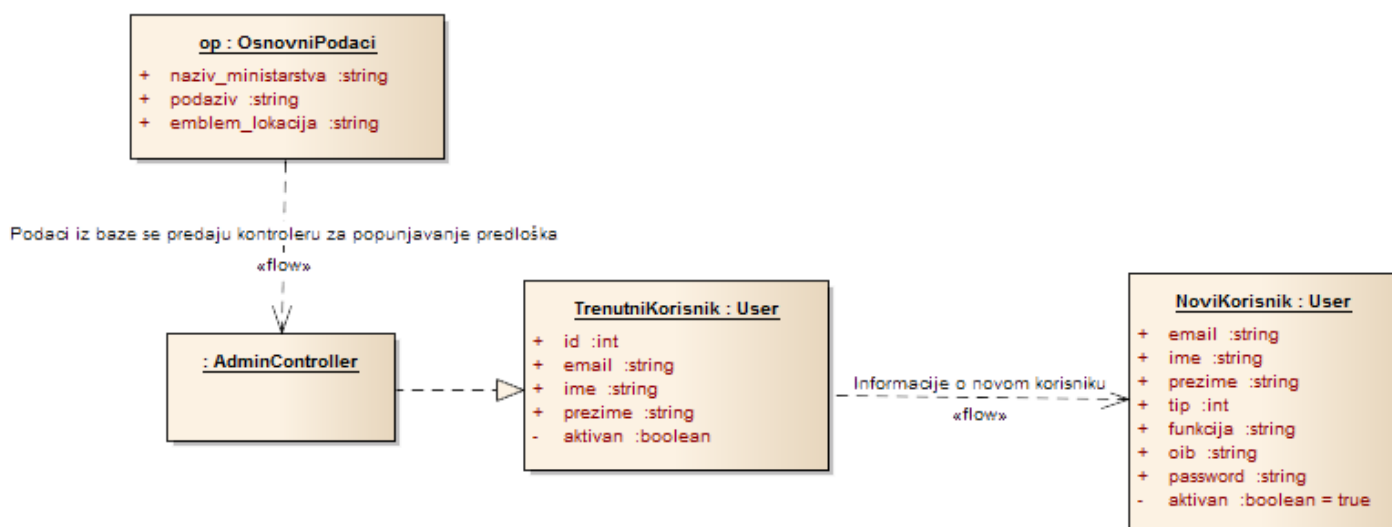 op : OsnovniPodaci
+ naziv_ministarstva :string
+ podaziv :string
+ emblem_lokacija :string
Podaci iz baze se predaju kontroleru za popunjavanje predloška
«flow»
: AdminController
TrenutniKorisnik : User
+ id :int
+ email :string
+ ime :string
+ prezime :string
- aktivan :boolean
Informacije o novom korisniku
«flow»
NoviKorisnik : User
+ email :string
+ ime :string
+ prezime :string
+ tip :int
+ funkcija :string
+ oib :string
+ password :string
- aktivan :boolean = true